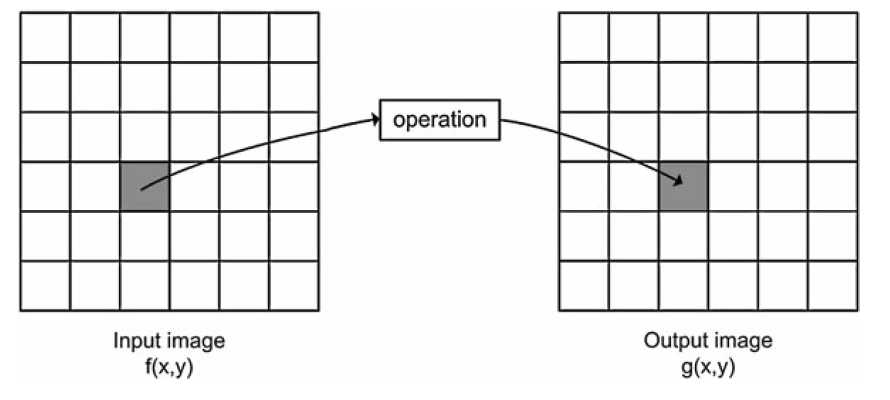 operation
Input image
f(x,y)
Output image
g(x,y)